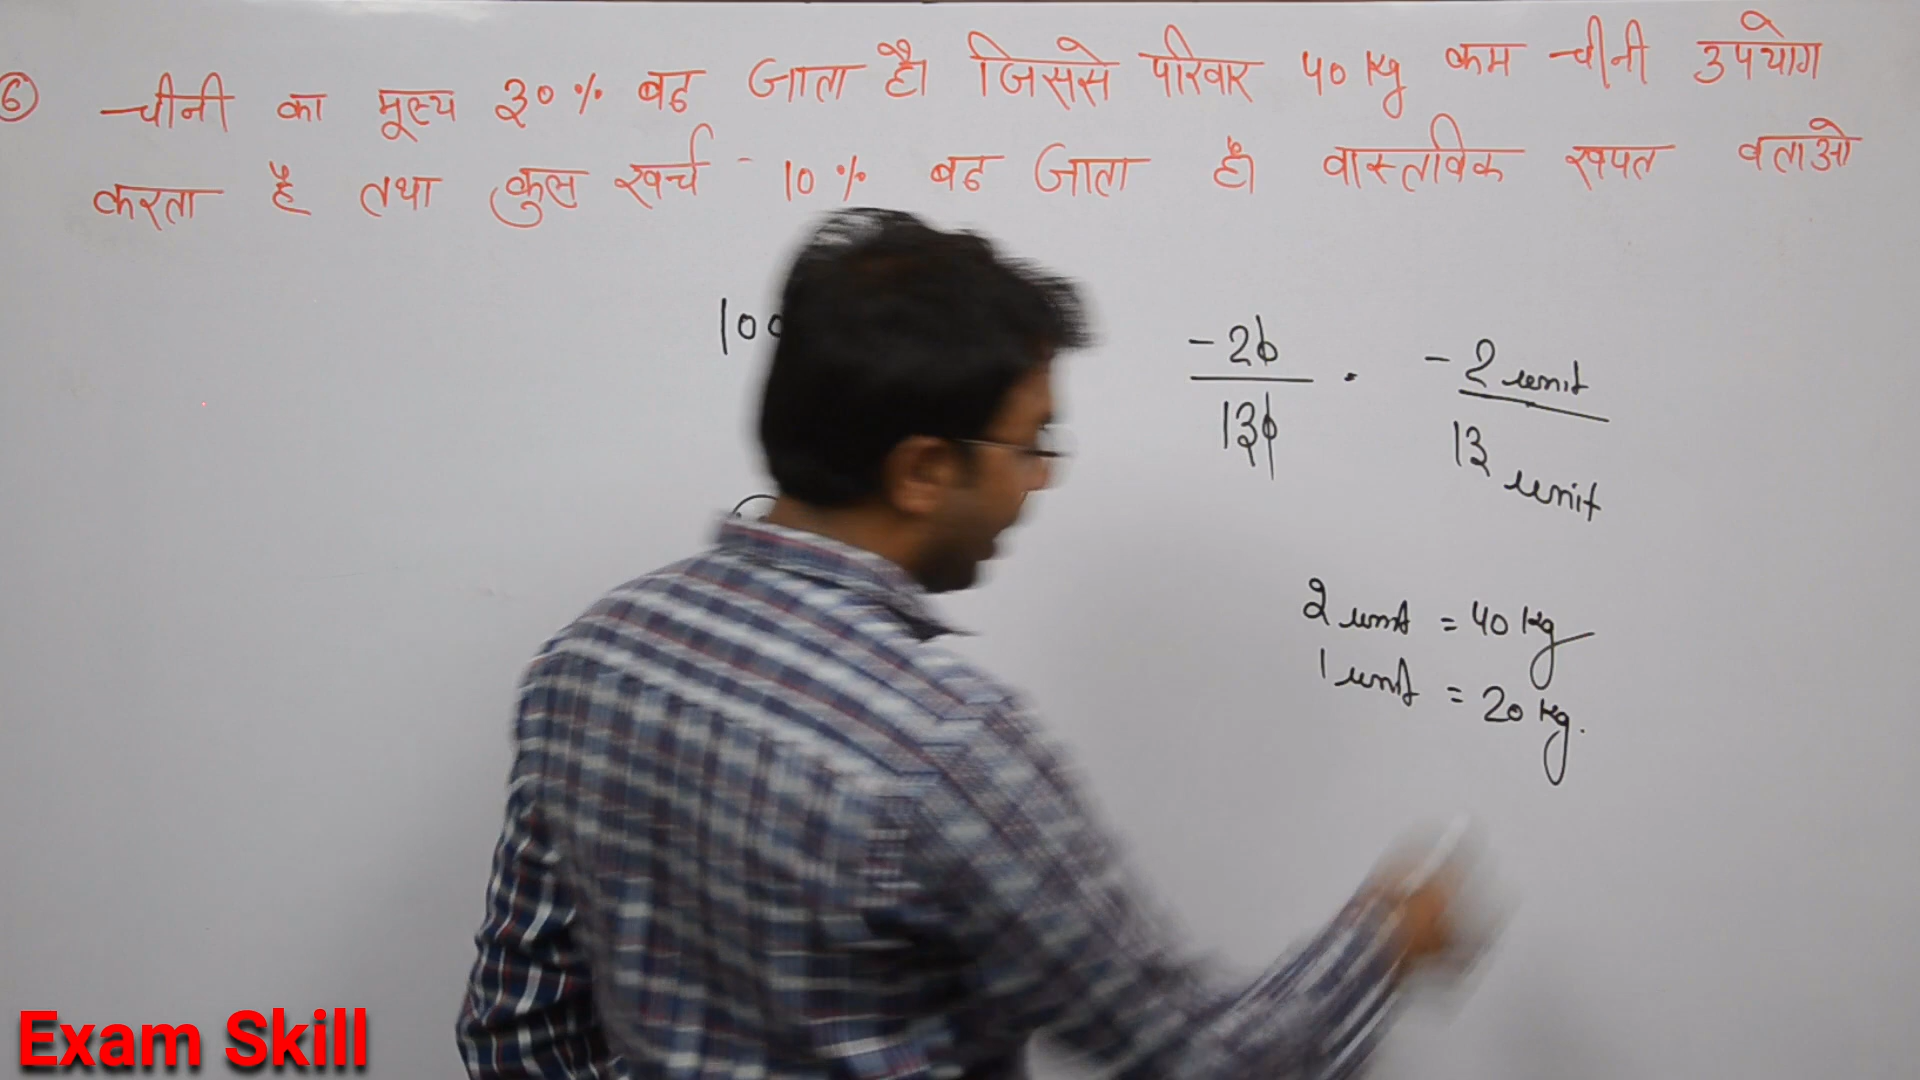 6 चीनी का मूल्य 30% बढ जाता है। जिससे परिवार 40 kg कम चीनी उपयोग
करता है तथा कुल खर्च 10% बढ जाता है। वास्तविक खपत बताओ
-20
130
-2 unit
13 unit
2 unit = 40 kg
1 unit = 20 kg.
Exam Skill